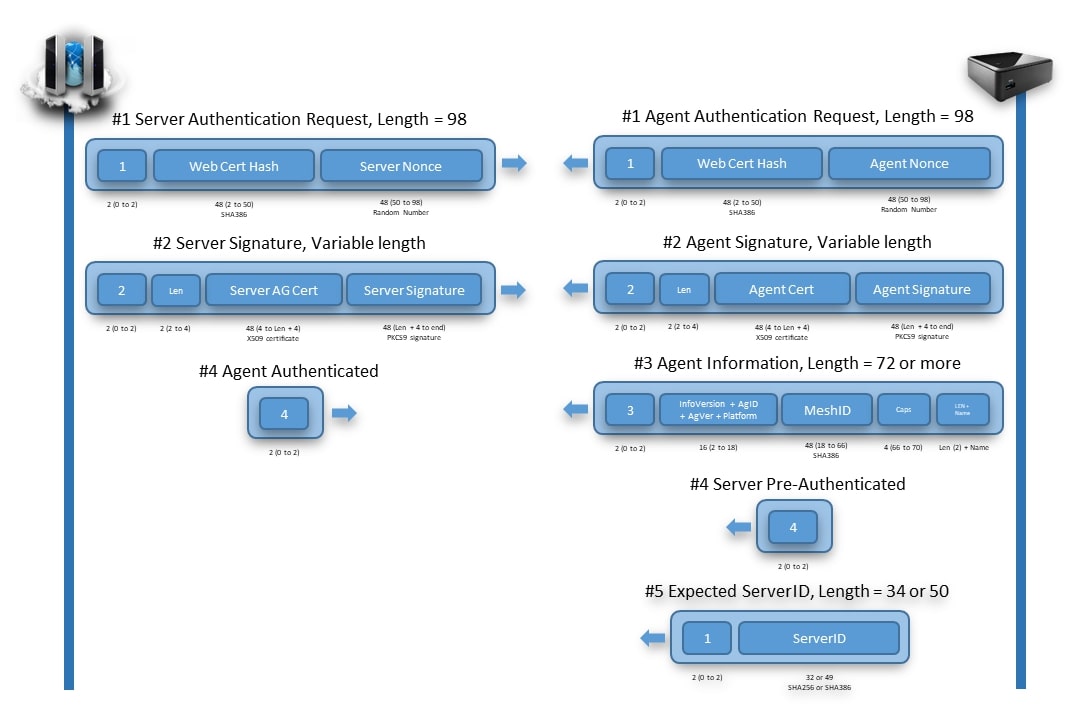 #1 Server Authentication Request, Length = 98
1 Web Cert Hash Server Nonce
2 (0 to 2) 48 (2 to 50) 48 (50 to 98)
SHA386 Random Number
#2 Server Signature, Variable length
2 Len Server AG Cert Server Signature
2 (0 to 2) 2 (2 to 4) 48 (4 to Len + 4) 48 (Len + 4 to end)
X509 certificate PKCS9 signature
#4 Agent Authenticated
4
2 (0 to 2)
#1 Agent Authentication Request, Length = 98
1 Web Cert Hash Agent Nonce
2 (0 to 2) 48 (2 to 50) 48 (50 to 98)
SHA386 Random Number
#2 Agent Signature, Variable length
2 Len Agent Cert Agent Signature
2 (0 to 2) 2 (2 to 4) 48 (4 to Len + 4) 48 (Len + 4 to end)
X509 certificate PKCS9 signature
#3 Agent Information, Length = 72 or more
3 InfoVersion + AgID
+ AgVer + Platform MeshID Caps LEN +
Name
2 (0 to 2) 16 (2 to 18) 48 (18 to 66) 4 (66 to 70) Len (2) + Name
SHA386
#4 Server Pre-Authenticated
4
2 (0 to 2)
#5 Expected ServerID, Length = 34 or 50
1 ServerID
2 (0 to 2) 32 or 49
SHA256 or SHA386